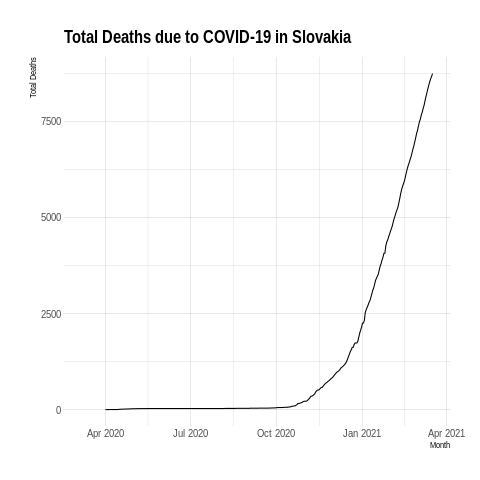 Total Deaths due to COVID-19 in Slovakia
Total Deaths
7500
5000
2500
0
Apr 2020 Jul 2020 Oct 2020 Jan 2021 Apr 2021
Month